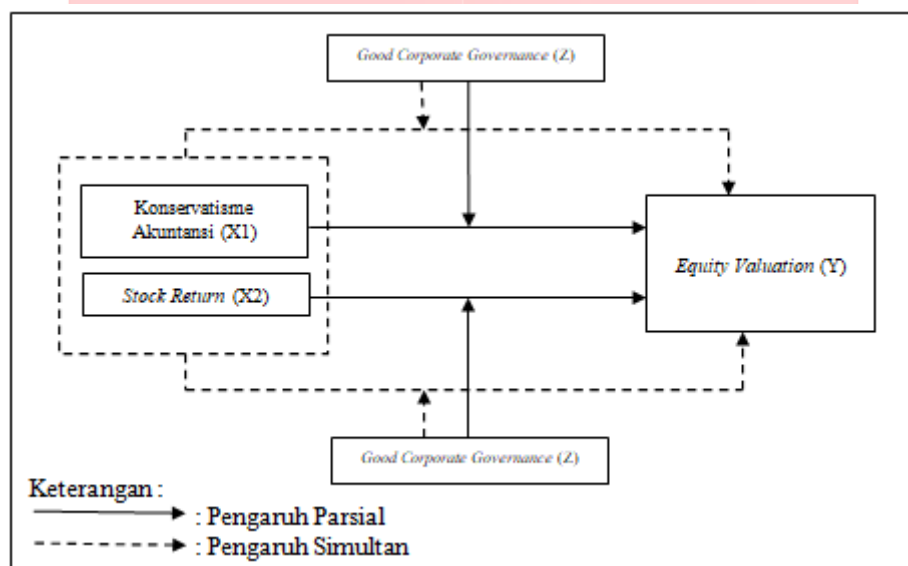 Good Corporate Governance (Z)
Konservatisme
Akuntansi (X1)
Stock Return (X2)
Equity Valuation (Y)
Good Corporate Governance (Z)
Keterangan :
: Pengaruh Parsial
: Pengaruh Simultan